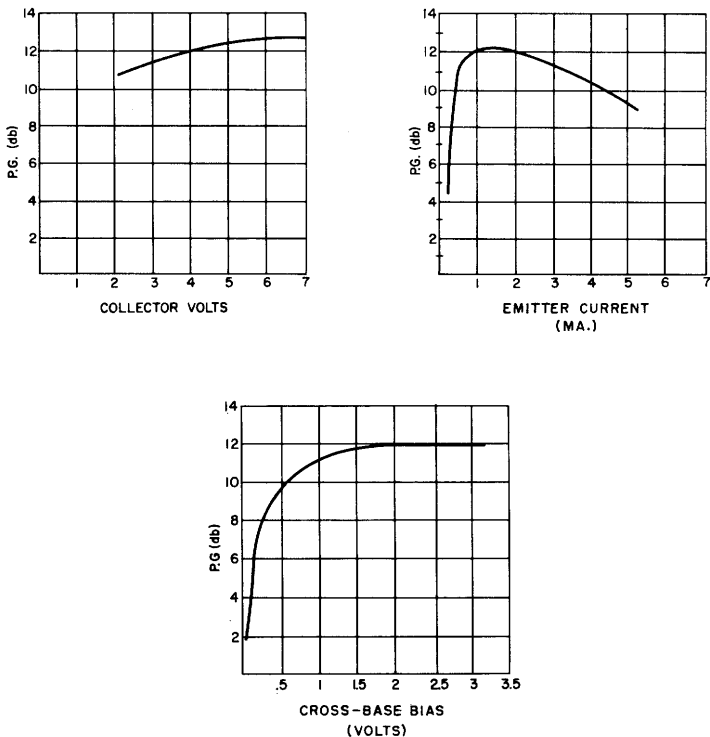 14
12
10
8
6
4
2
P.G. (db)
1 2 3 4 5 6 7
COLLECTOR VOLTS
14
12
10
8
6
4
2
P.G. (db)
1 2 3 4 5 6 7
EMITTER CURRENT
(MA.)
14
12
10
8
6
4
2
P.G (db)
.5 1 1.5 2 2.5 3 3.5
CROSS-BASE BIAS
(VOLTS)